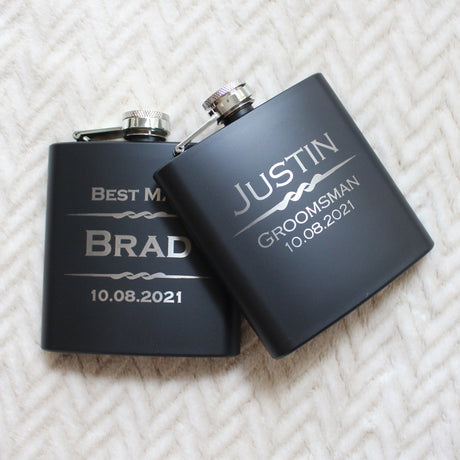 BEST MA
BRAD
10.08.2021
JUSTIN
GROOMSMAN
10.08.2021